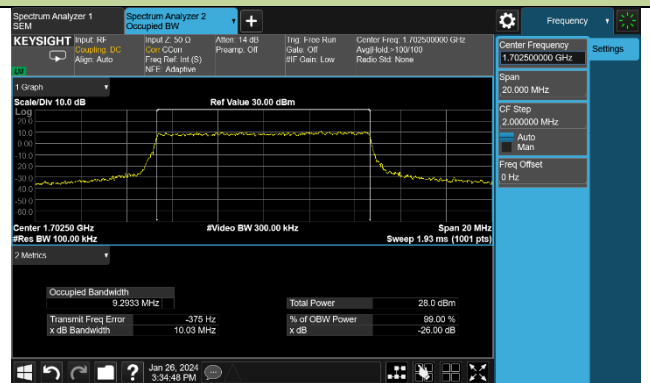 Spectrum Analyzer 1
SEM
Spectrum Analyzer 2
Occupied BW
Frequency
KEYSIGHT
Input: RF
Coupling: DC
Align: Auto
Input Z: 50 Ω
Corr CCorr
Freq Ref: Int (S)
NFE: Adaptive
Atten: 14 dB
Preamp: Off
Trig: Free Run
Gate: Off
#IF Gain: Low
Center Freq: 1.702500000 GHz
Avg|Hold:>100/100
Radio Std: None
Center Frequency
1.702500000 GHz
Settings
Span
20.000 MHz
CF Step
2.000000 MHz
Auto
Man
Freq Offset
0 Hz
1 Graph
Scale/Div 10.0 dB
Ref Value 30.00 dBm
Log
20.0
10.0
0.00
-10.0
-20.0
-30.0
-40.0
-50.0
-60.0
Center 1.70250 GHz
#Video BW 300.00 kHz
Span 20 MHz
#Res BW 100.00 kHz
Sweep 1.93 ms (1001 pts)
2 Metrics
Occupied Bandwidth
9.2933 MHz
Total Power
28.0 dBm
Transmit Freq Error
-375 Hz
% of OBW Power
99.00 %
x dB Bandwidth
10.03 MHz
x dB
-26.00 dB
?
Jan 26, 2024
3:34:48 PM